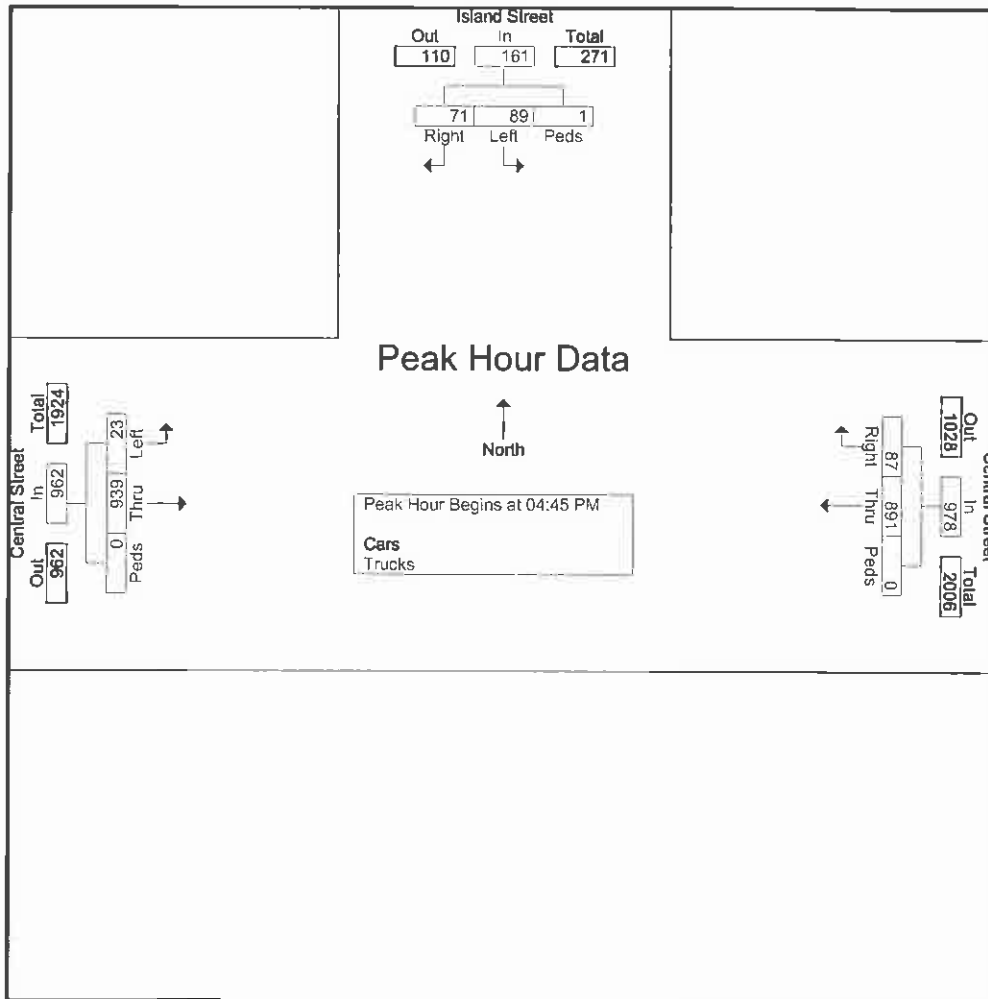 Island Street
Out In Total
110 161 271
71 89 1
Right Left Peds
Peak Hour Data
North
Peak Hour Begins at 04:45 PM
Cars
Trucks
Central Street
Out In Total
962 962 1924
0 939 23
Peds Thru Left
Central Street
Out In Total
1028 978 2006
87 891 0
Right Thru Peds